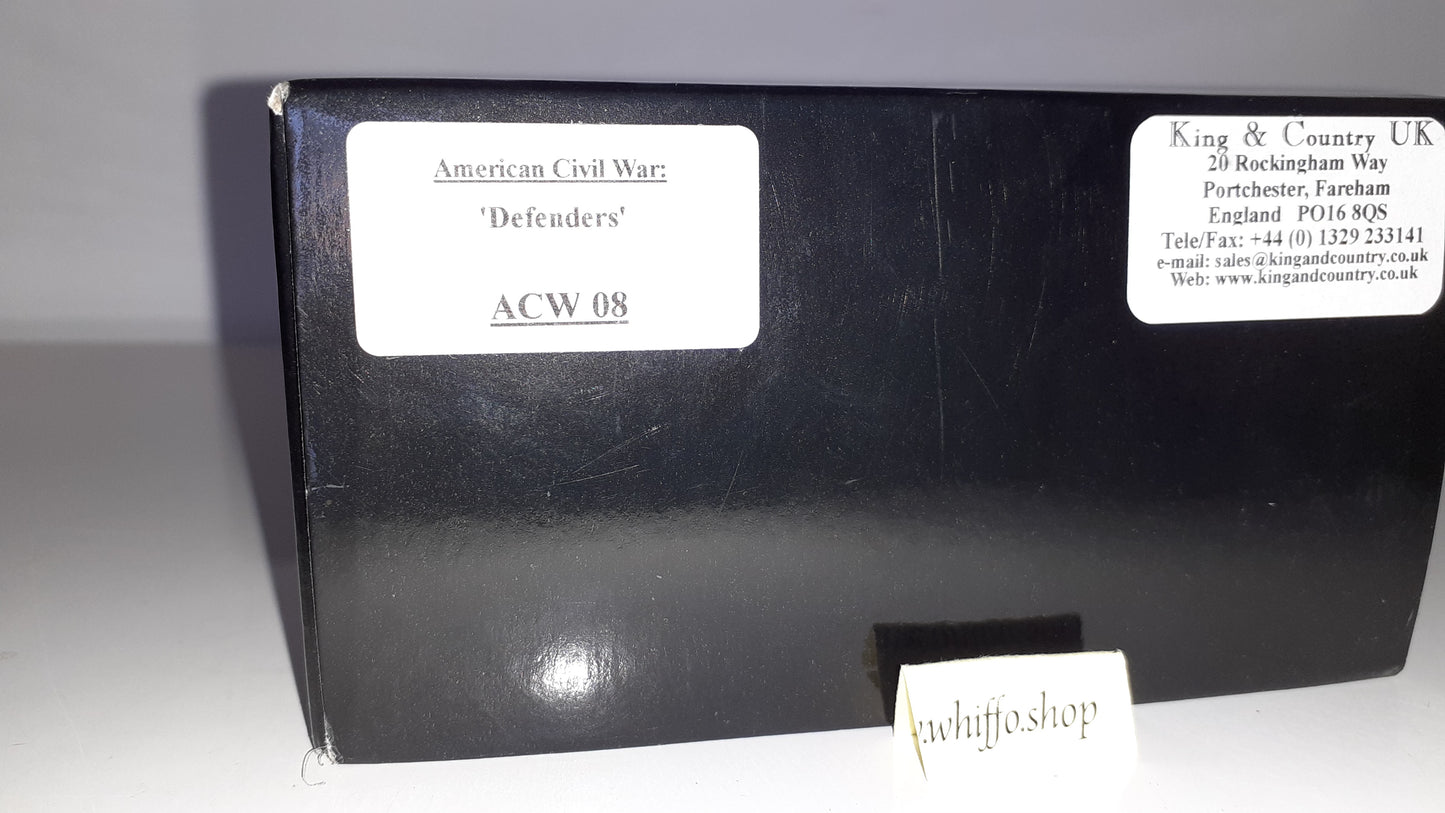 American Civil War:
'Defenders'
ACW 08
King & Country UK
20 Rockingham Way
Portchester, Fareham
England PO16 8QS
Tele/Fax: +44 (0) 1329 233141
e-mail: sales@kingandcountry.co.uk
Web: www.kingandcountry.co.uk
.whiffo.shop